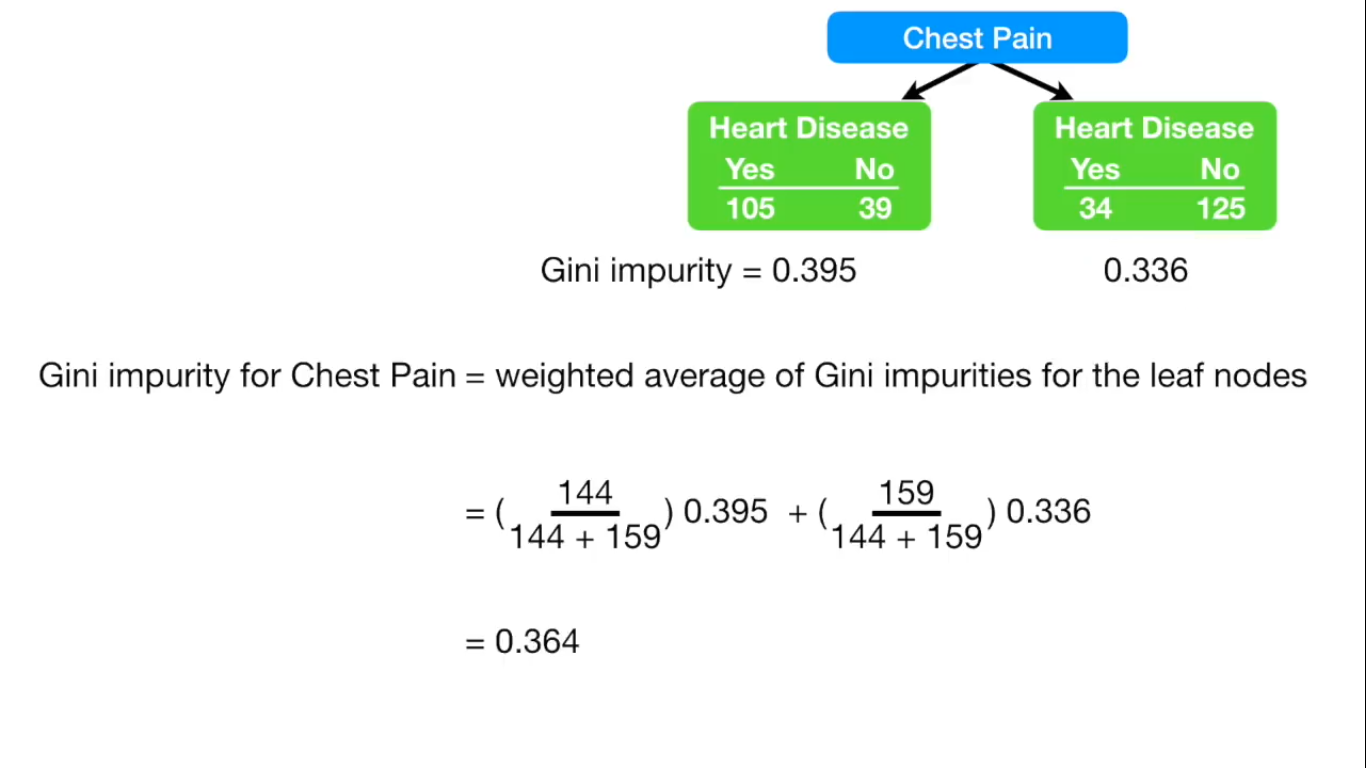 Chest Pain
Heart Disease
Yes No
105 39
Heart Disease
Yes No
34 125
Gini impurity = 0.395
0.336
Gini impurity for Chest Pain = weighted average of Gini impurities for the leaf nodes
= ( 144 / 144 + 159 ) 0.395 + ( 159 / 144 + 159 ) 0.336
= 0.364